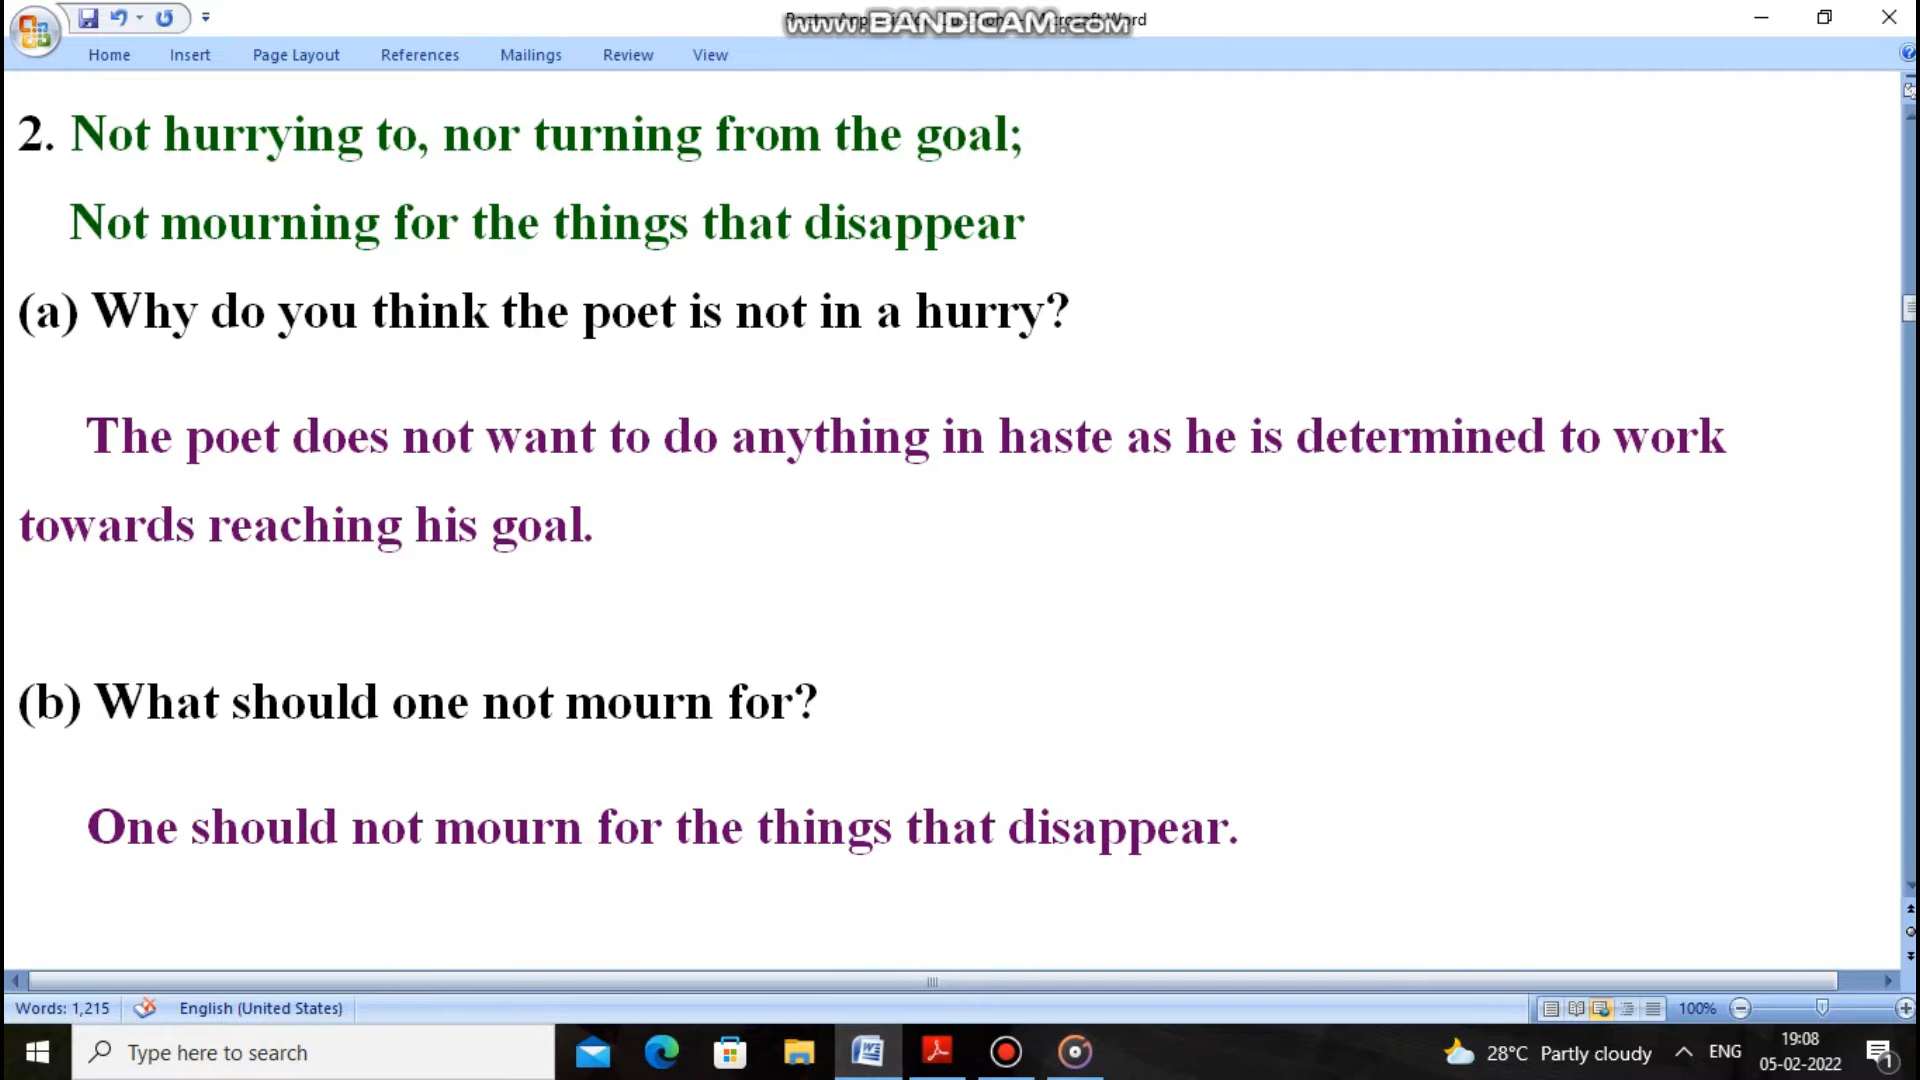 www.BANDICAM.com
Word
Home Insert Page Layout References Mailings Review View
2. Not hurrying to, nor turning from the goal;
Not mourning for the things that disappear
(a) Why do you think the poet is not in a hurry?
The poet does not want to do anything in haste as he is determined to work
towards reaching his goal.
(b) What should one not mourn for?
One should not mourn for the things that disappear.
Words: 1,215 English (United States) 100%
Type here to search 28°C Partly cloudy ENG 19:08
05-02-2022 1